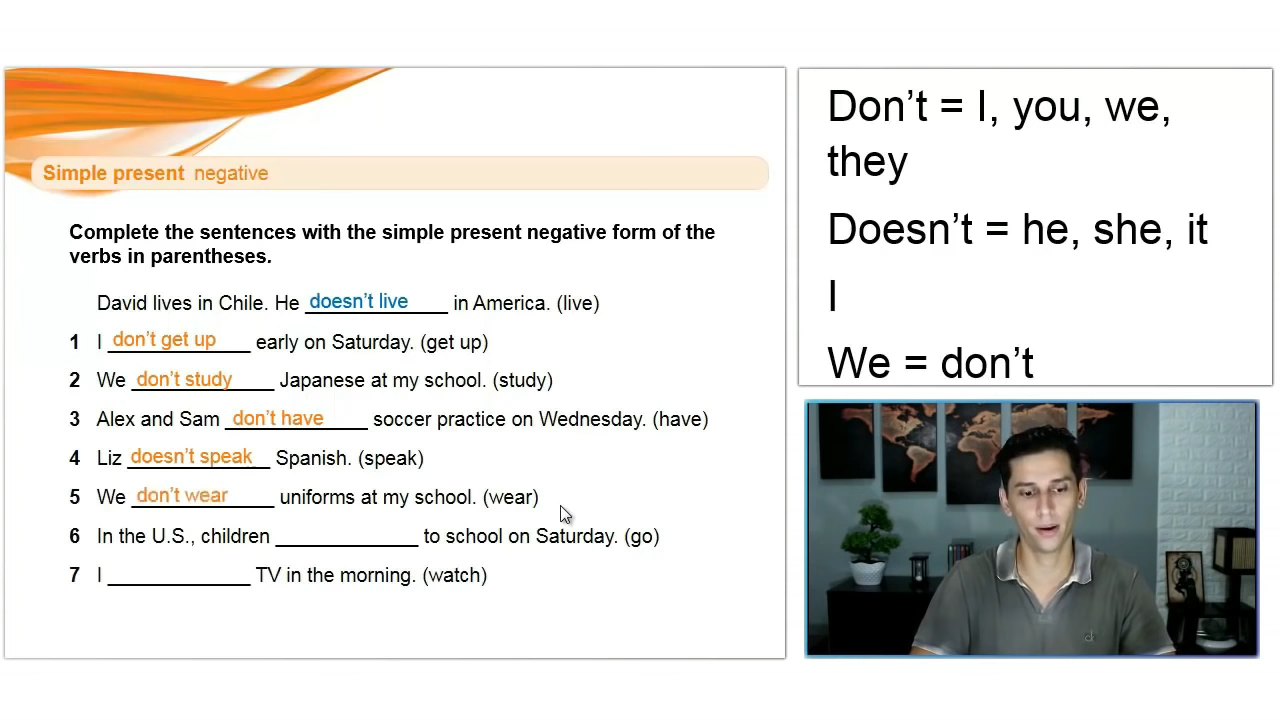 Simple present negative
Complete the sentences with the simple present negative form of the
verbs in parentheses.
David lives in Chile. He doesn't live in America. (live)
1 I don't get up early on Saturday. (get up)
2 We don't study Japanese at my school. (study)
3 Alex and Sam don't have soccer practice on Wednesday. (have)
4 Liz doesn't speak Spanish. (speak)
5 We don't wear uniforms at my school. (wear)
6 In the U.S., children ____________ to school on Saturday. (go)
7 I ____________ TV in the morning. (watch)
Don't = I, you, we,
they
Doesn't = he, she, it
I
We = don't